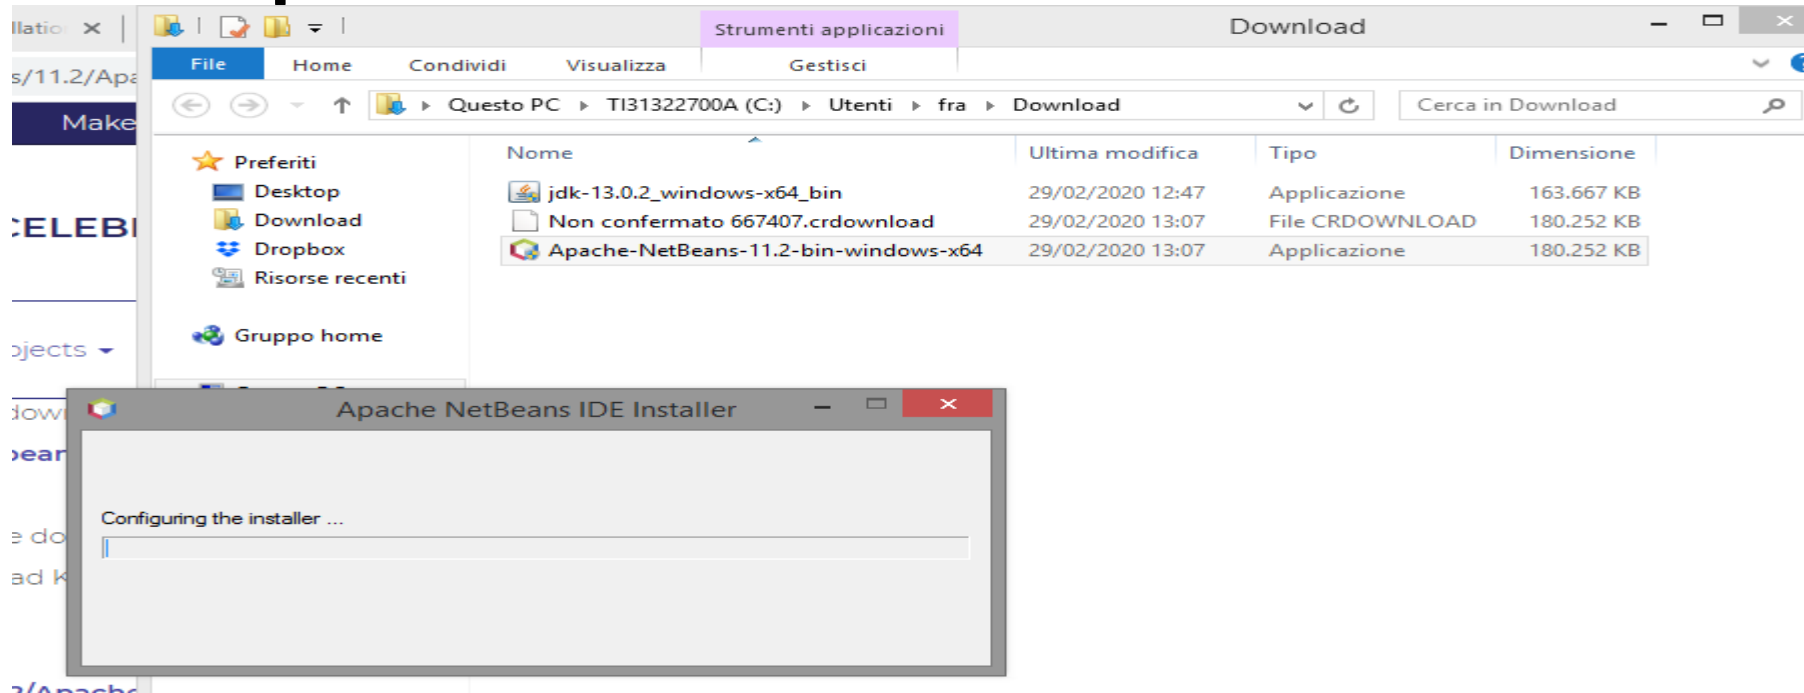 llatio
Strumenti applicazioni
Download
s/11.2/Apa
File Home Condividi Visualizza Gestisci
Make
Questo PC TI31322700A (C:) Utenti fra Download
Cerca in Download
Preferiti
Desktop
Download
Dropbox
Risorse recenti
Gruppo home
Nome Ultima modifica Tipo Dimensione
jdk-13.0.2_windows-x64_bin 29/02/2020 12:47 Applicazione 163.667 KB
Non confermato 667407.crdownload 29/02/2020 13:07 File CRDOWNLOAD 180.252 KB
Apache-NetBeans-11.2-bin-windows-x64 29/02/2020 13:07 Applicazione 180.252 KB
CELEBI
ojects
dow
bean
e do
ad K
Apache NetBeans IDE Installer
Configuring the installer ...
2/Apache